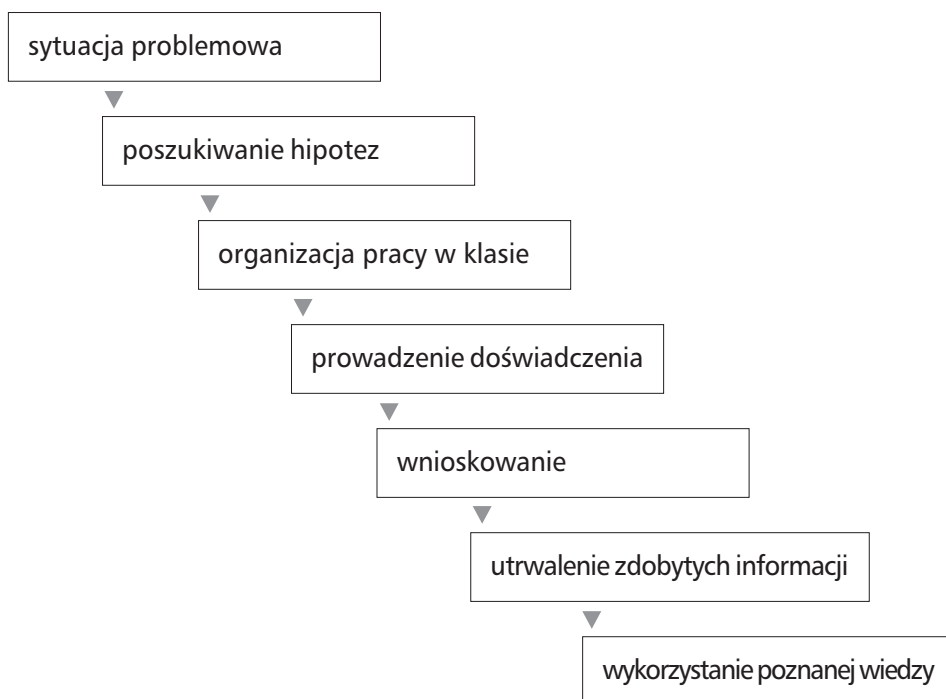 sytuacja problemowa
poszukiwanie hipotez
organizacja pracy w klasie
prowadzenie doświadczenia
wnioskowanie
utrwalenie zdobytych informacji
wykorzystanie poznanej wiedzy